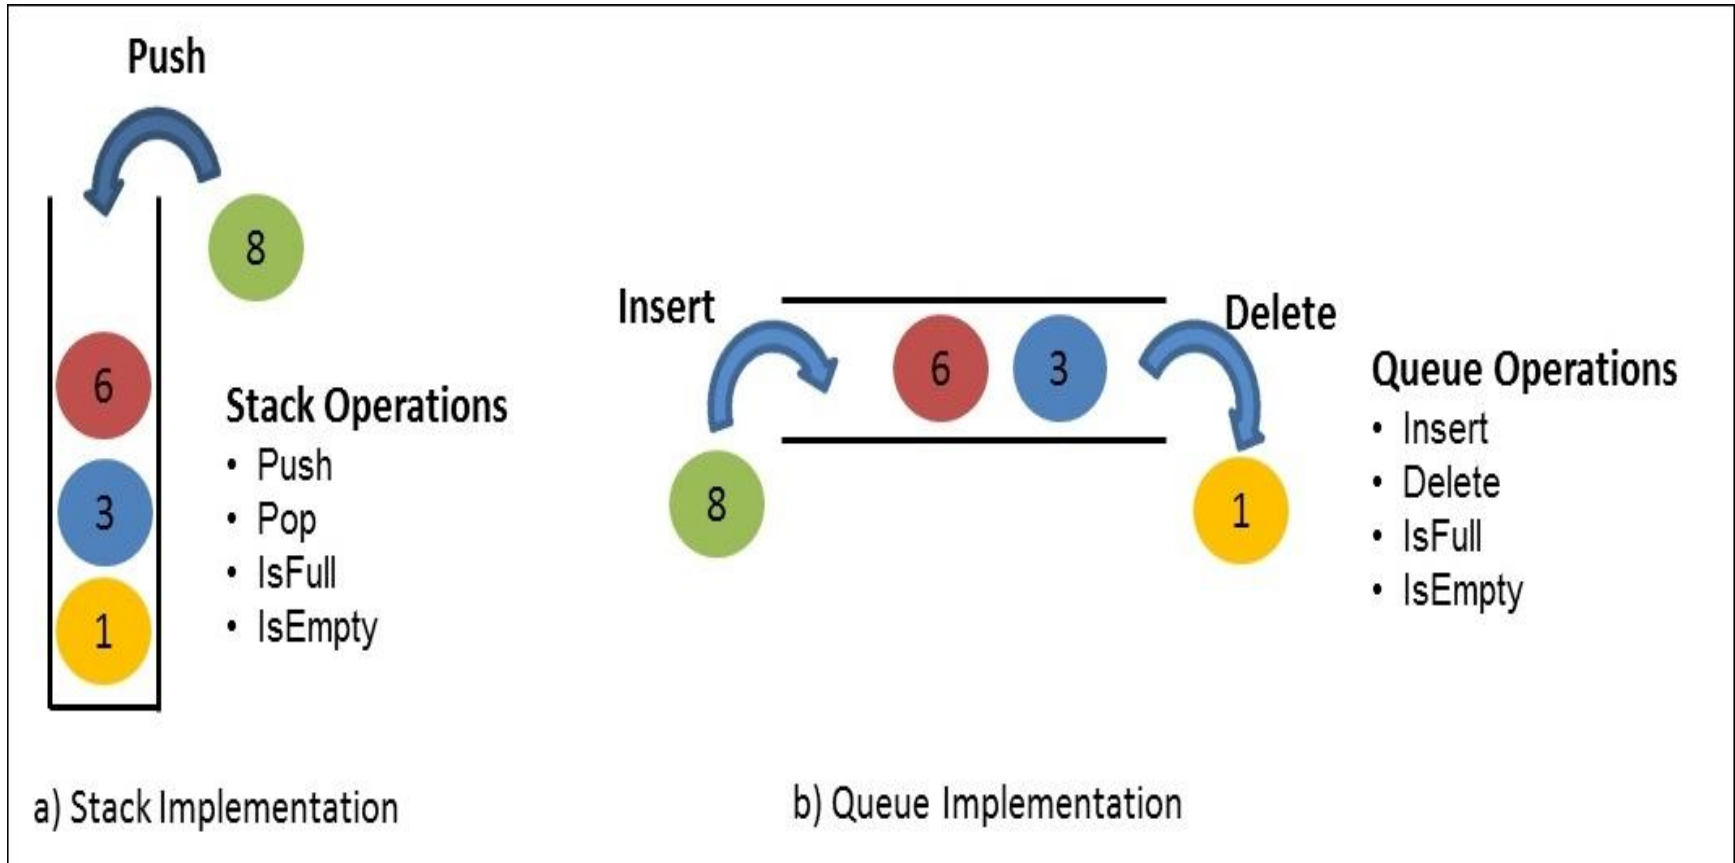 Push
8
6
3
1
Stack Operations
• Push
• Pop
• IsFull
• IsEmpty
a) Stack Implementation
Insert
Delete
6 3
8
1
Queue Operations
• Insert
• Delete
• IsFull
• IsEmpty
b) Queue Implementation